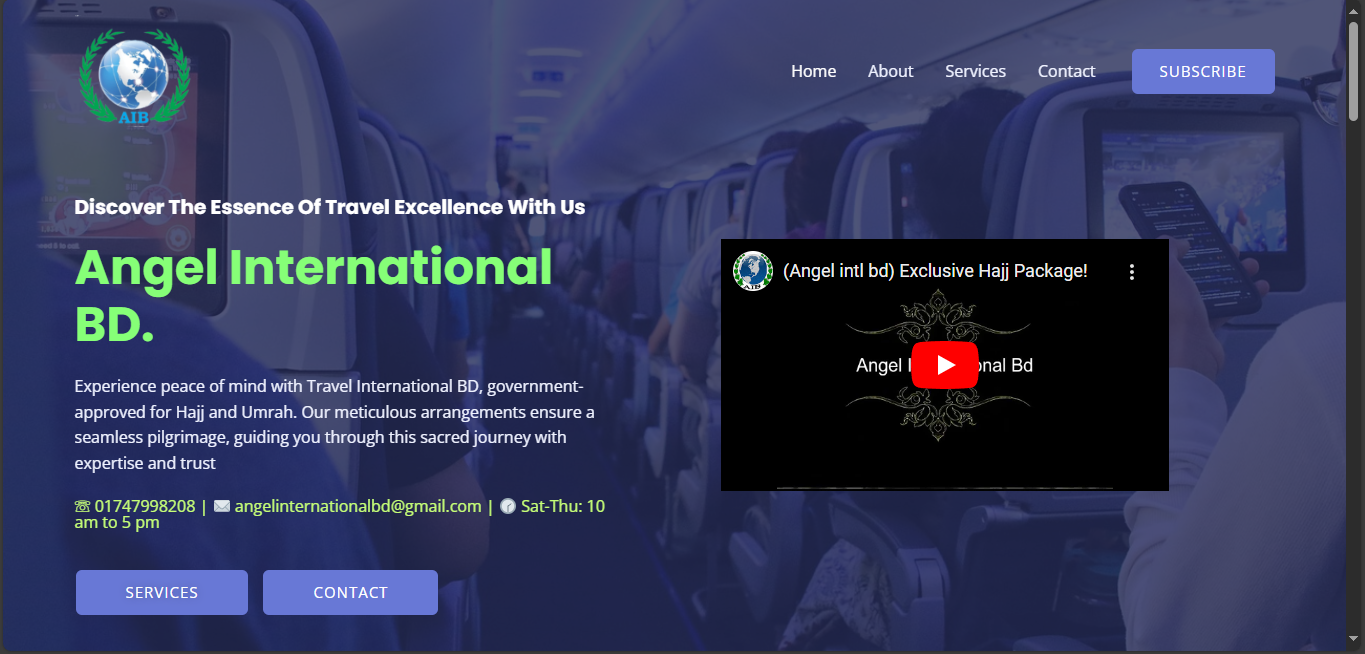 AIB
Home About Services Contact SUBSCRIBE
Discover The Essence Of Travel Excellence With Us
Angel International
BD.
Experience peace of mind with Travel International BD, government-
approved for Hajj and Umrah. Our meticulous arrangements ensure a
seamless pilgrimage, guiding you through this sacred journey with
expertise and trust
☏ 01747998208 | ✉ angelinternationalbd@gmail.com | 🕜 Sat-Thu: 10
am to 5 pm
SERVICES CONTACT
AIB
(Angel intl bd) Exclusive Hajj Package!
Angel I nal Bd